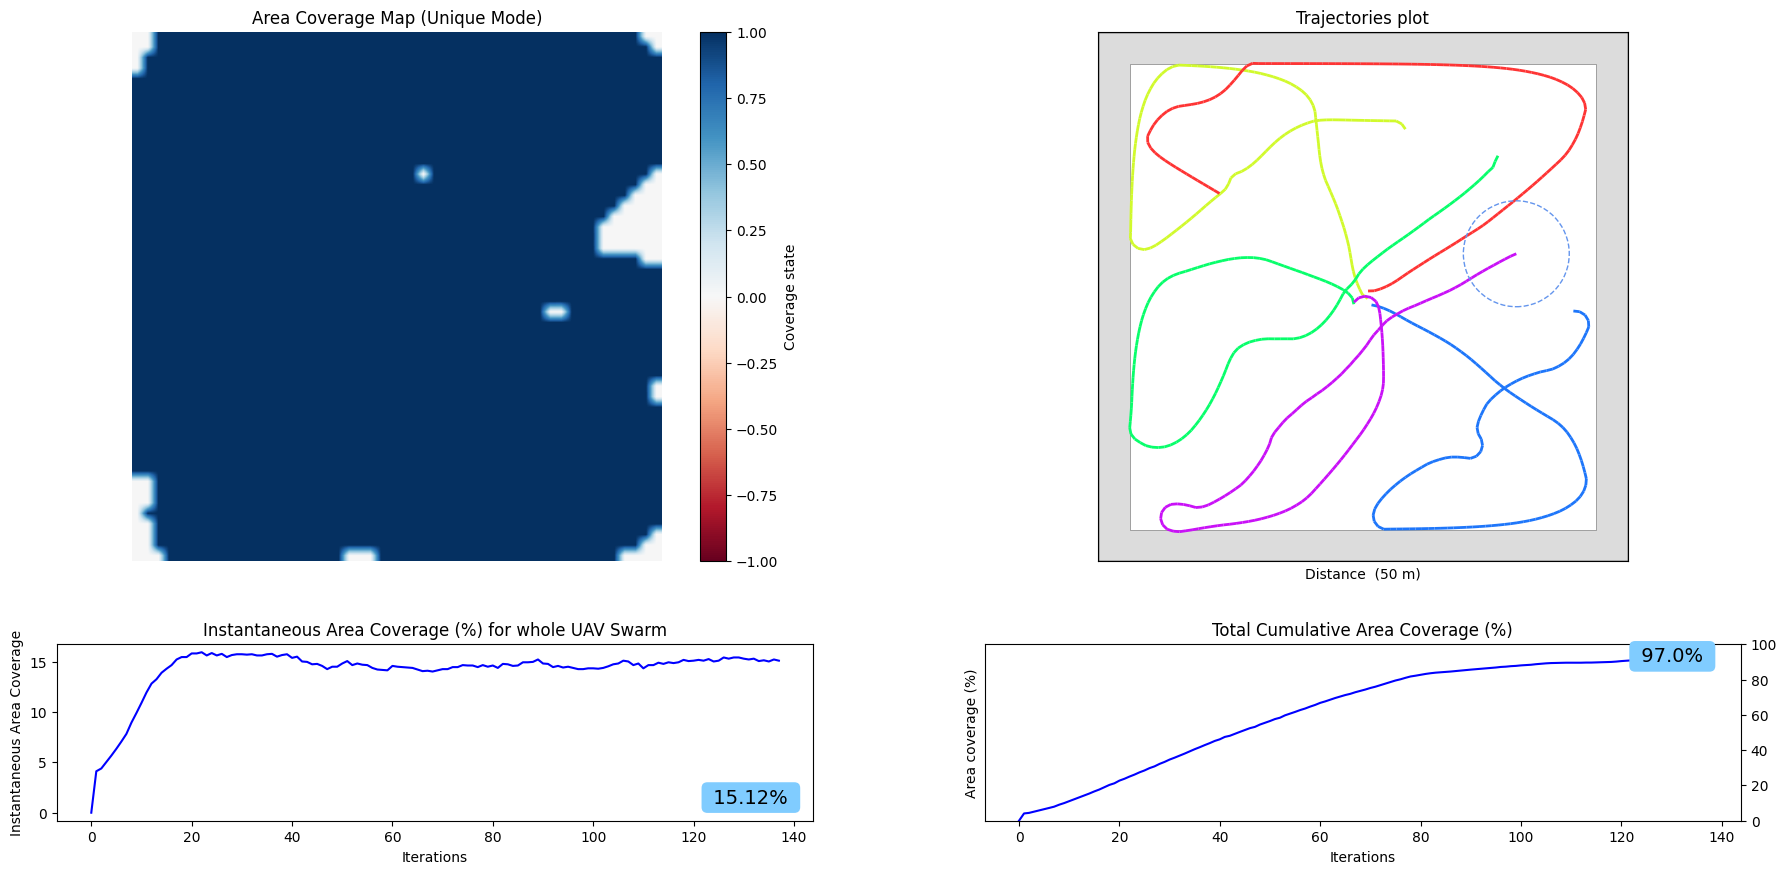 Area Coverage Map (Unique Mode)
1.00
0.75
0.50
0.25
0.00
−0.25
−0.50
−0.75
−1.00
Coverage state
Trajectories plot
Distance  (50 m)
Instantaneous Area Coverage (%) for whole UAV Swarm
Instantaneous Area Coverage
15
10
5
0
15.12%
0 20 40 60 80 100 120 140
Iterations
Total Cumulative Area Coverage (%)
Area coverage (%)
97.0%
100
80
60
40
20
0
0 20 40 60 80 100 120 140
Iterations